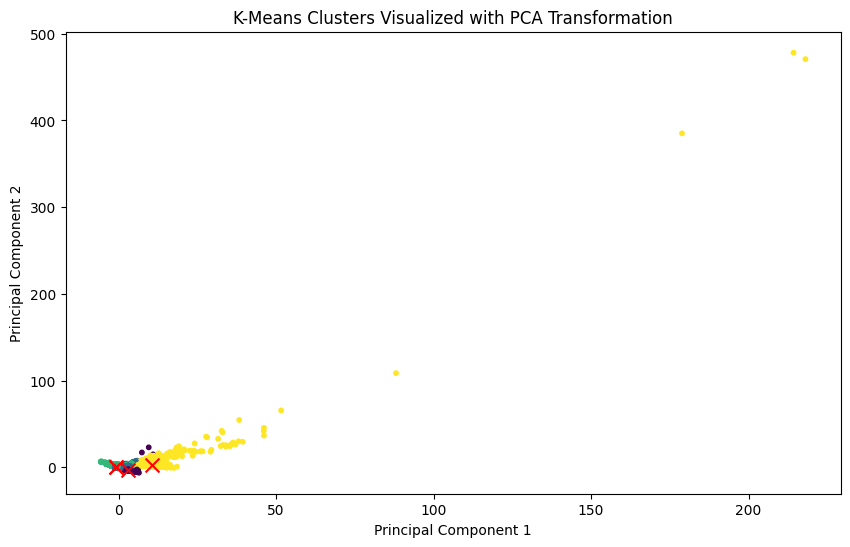 K-Means Clusters Visualized with PCA Transformation
500
400
300
200
100
0
Principal Component 2
0 50 100 150 200
Principal Component 1